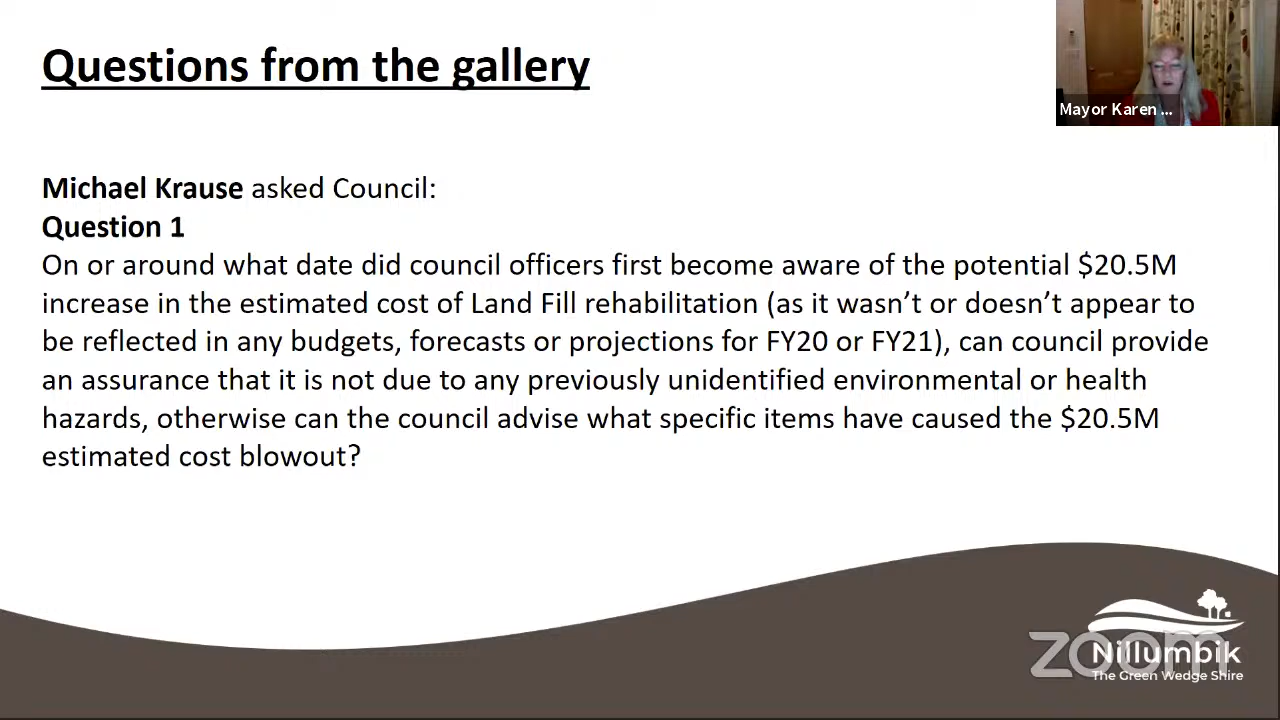 Questions from the gallery
Mayor Karen ...
Michael Krause asked Council:
Question 1
On or around what date did council officers first become aware of the potential $20.5M
increase in the estimated cost of Land Fill rehabilitation (as it wasn’t or doesn’t appear to
be reflected in any budgets, forecasts or projections for FY20 or FY21), can council provide
an assurance that it is not due to any previously unidentified environmental or health
hazards, otherwise can the council advise what specific items have caused the $20.5M
estimated cost blowout?
zoom
Nillumbik
The Green Wedge Shire